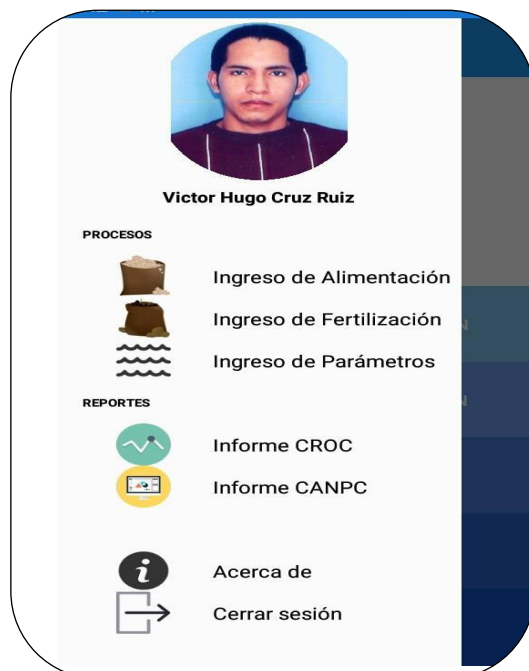 Victor Hugo Cruz Ruiz
PROCESOS
Ingreso de Alimentación
Ingreso de Fertilización
Ingreso de Parámetros
REPORTES
Informe CROC
Informe CANPC
Acerca de
Cerrar sesión